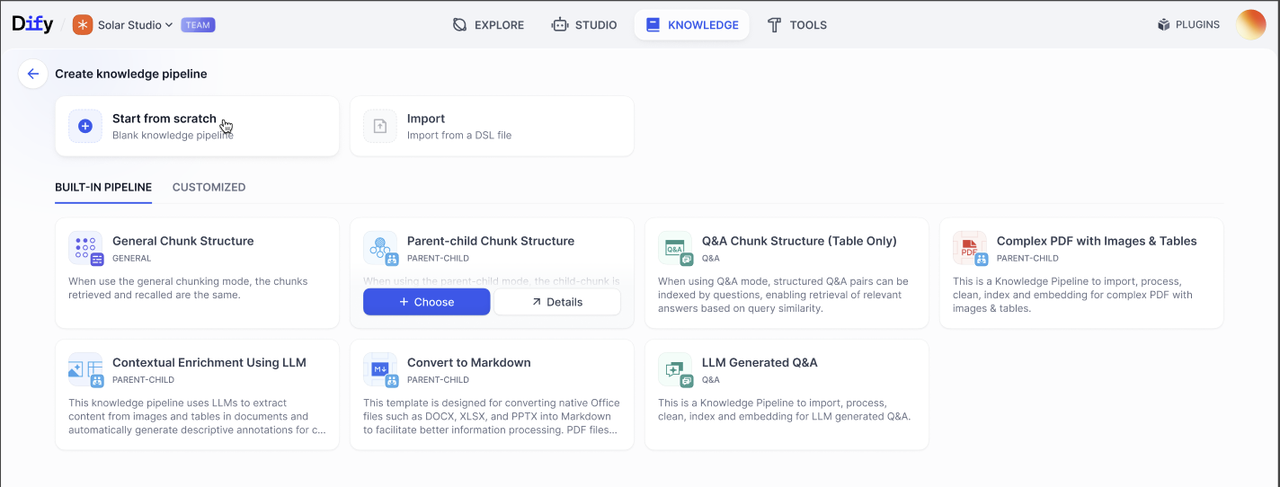 Dify / Solar Studio TEAM EXPLORE STUDIO KNOWLEDGE TOOLS PLUGINS
Create knowledge pipeline
Start from scratch
Blank knowledge pipeline
Import
Import from a DSL file
BUILT-IN PIPELINE CUSTOMIZED
General Chunk Structure
GENERAL
When use the general chunking mode, the chunks
retrieved and recalled are the same.
Parent-child Chunk Structure
PARENT-CHILD
When using the parent-child mode, the child-chunk is
+ Choose
Details
Q&A
Q&A Chunk Structure (Table Only)
Q&A
When using Q&A mode, structured Q&A pairs can be
indexed by questions, enabling retrieval of relevant
answers based on query similarity.
PDF
Complex PDF with Images & Tables
PARENT-CHILD
This is a Knowledge Pipeline to import, process,
clean, index and embedding for complex PDF with
images & tables.
Contextual Enrichment Using LLM
PARENT-CHILD
This knowledge pipeline uses LLMs to extract
content from images and tables in documents and
automatically generate descriptive annotations for c...
M↓
Convert to Markdown
PARENT-CHILD
This template is designed for converting native Office
files such as DOCX, XLSX, and PPTX into Markdown
to facilitate better information processing. PDF files...
LLM Generated Q&A
Q&A
This is a Knowledge Pipeline to import, process,
clean, index and embedding for LLM generated Q&A.